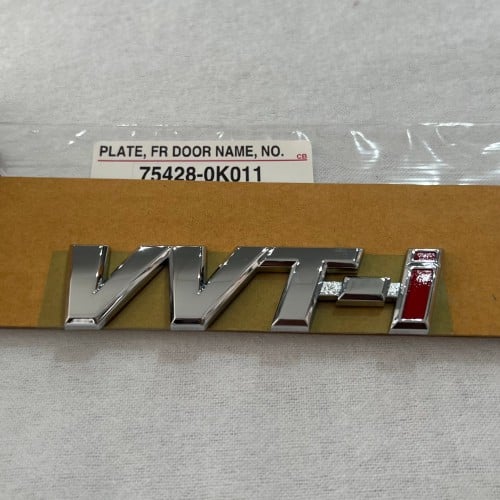 PLATE, FR DOOR NAME, NO.
CB
75428-0K011
VVT-i